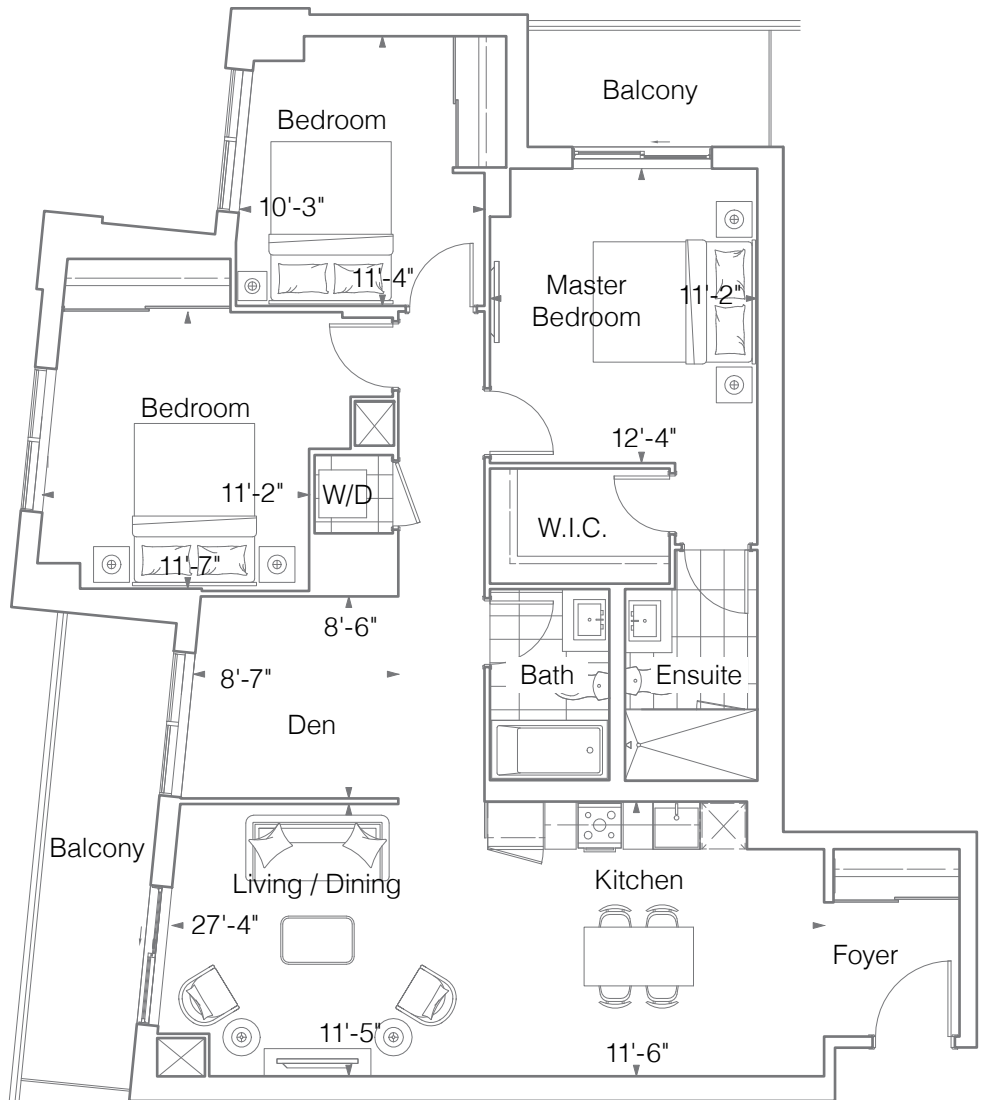 Balcony
Bedroom
10'-3"
11'-4"
Master
Bedroom
11'-2"
12'-4"
Bedroom
11'-2"
W/D
11'-7"
W.I.C.
8'-6"
8'-7"
Den
Bath
Ensuite
Balcony
Living / Dining
27'-4"
11'-5"
Kitchen
11'-6"
Foyer